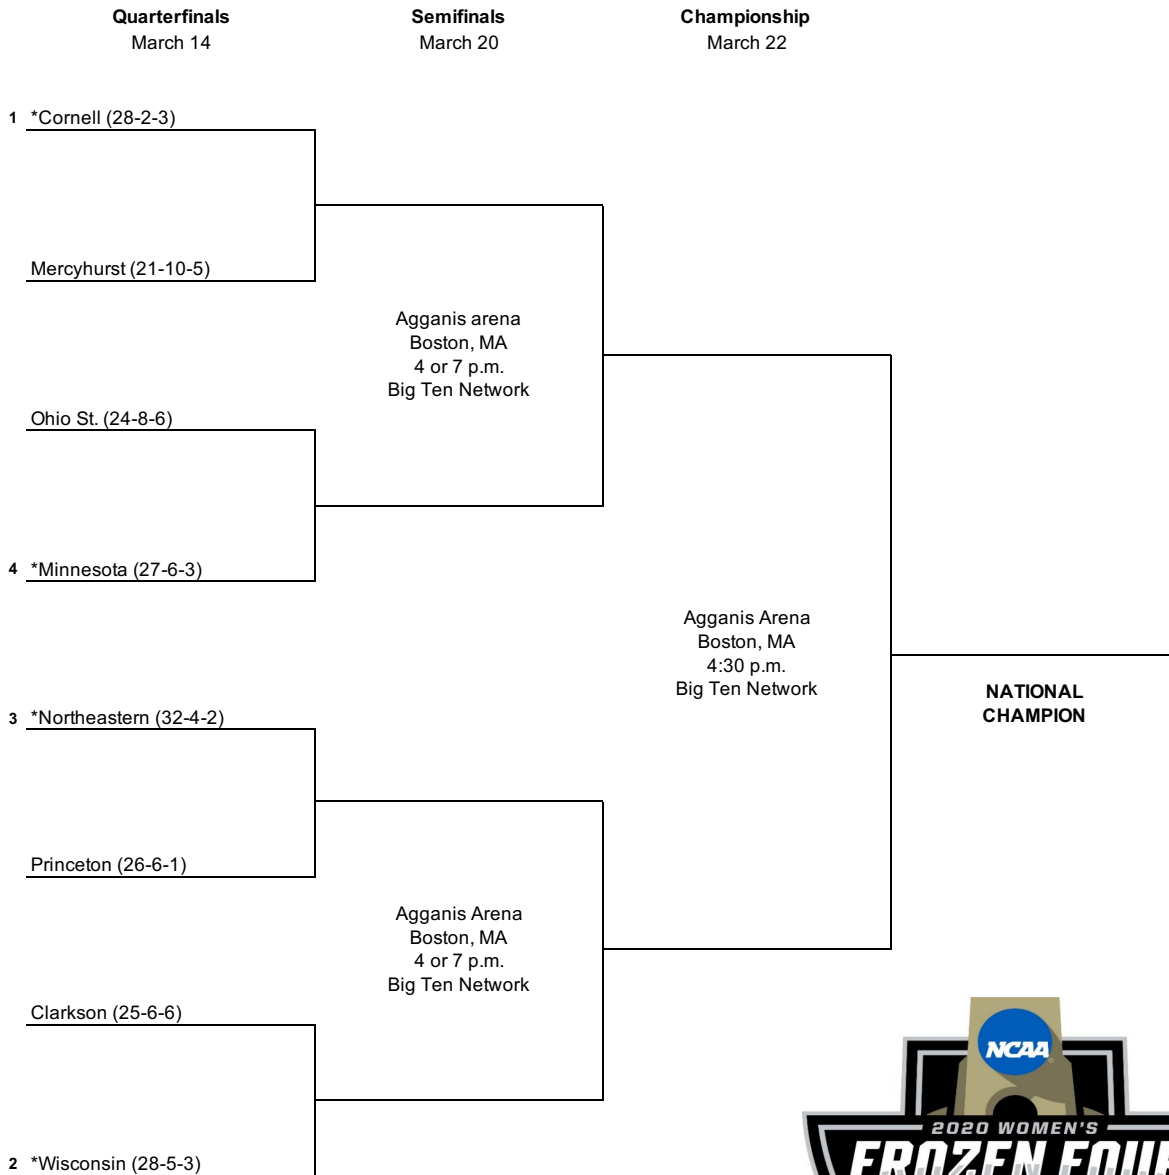 Quarterfinals
March 14
Semifinals
March 20
Championship
March 22
1 *Cornell (28-2-3)
Mercyhurst (21-10-5)
Agganis arena
Boston, MA
4 or 7 p.m.
Big Ten Network
Ohio St. (24-8-6)
4 *Minnesota (27-6-3)
Agganis Arena
Boston, MA
4:30 p.m.
Big Ten Network
NATIONAL
CHAMPION
3 *Northeastern (32-4-2)
Princeton (26-6-1)
Agganis Arena
Boston, MA
4 or 7 p.m.
Big Ten Network
Clarkson (25-6-6)
2 *Wisconsin (28-5-3)
NCAA
2020 WOMEN'S
FROZEN